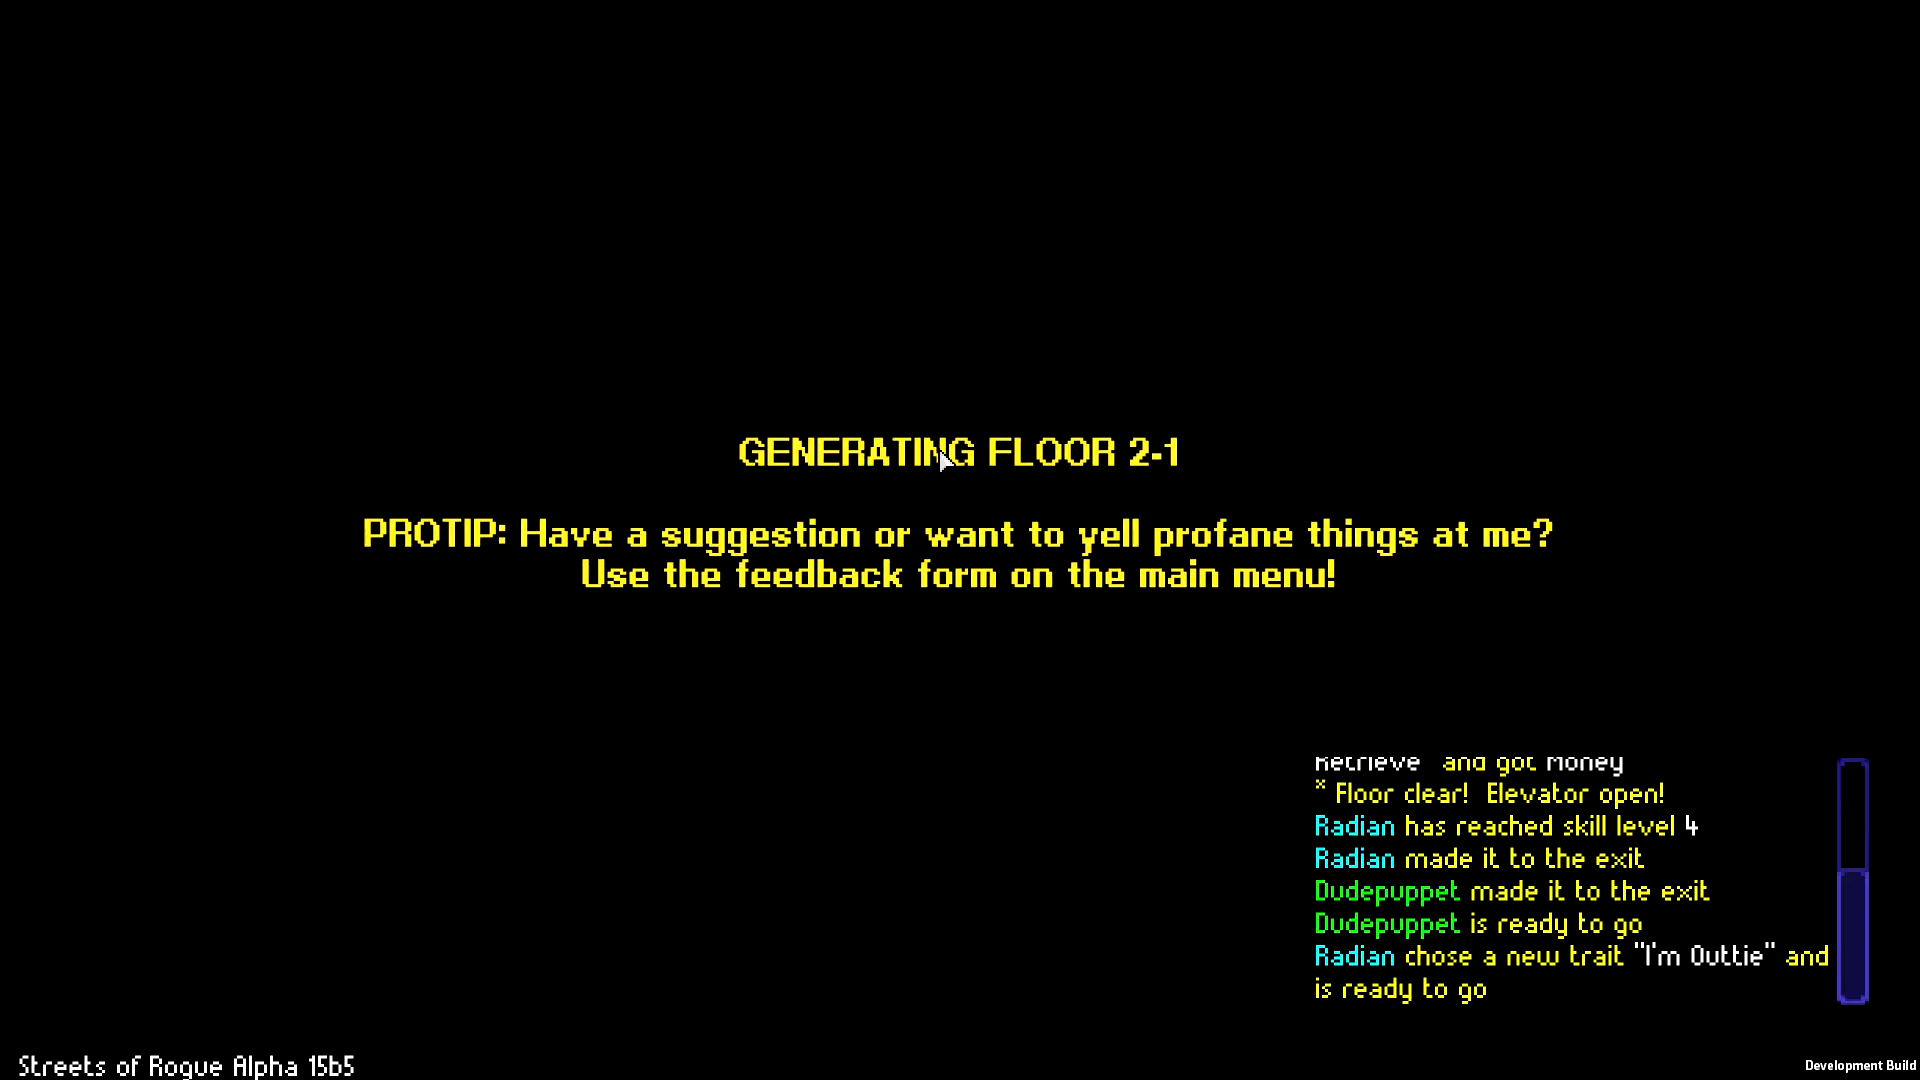 GENERATING FLOOR 2-1
PROTIP: Have a suggestion or want to yell profane things at me?
Use the feedback form on the main menu!
Retrieve" and got Money
* Floor clear!  Elevator open!
Radian has reached skill level 4
Radian made it to the exit
Dudepuppet made it to the exit
Dudepuppet is ready to go
Radian chose a new trait "I'm Outtie" and
is ready to go
Streets of Rogue Alpha 15b5
Development Build